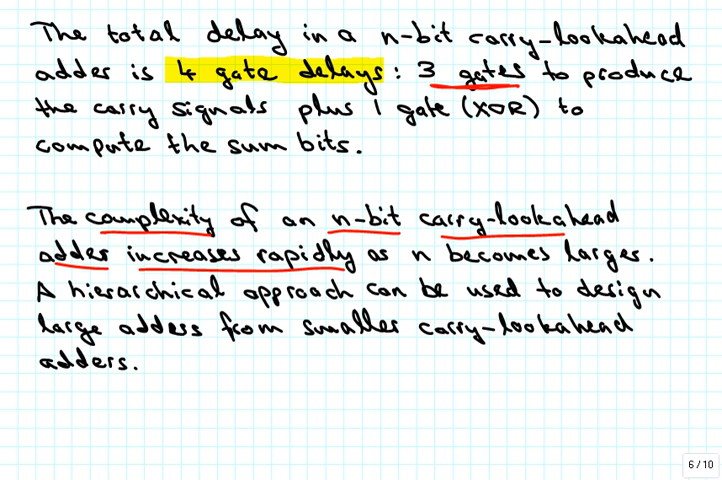 The total delay in a n-bit carry-lookahead
adder is 4 gate delays: 3 gates to produce
the carry signals plus 1 gate (XOR) to
compute the sum bits.
The complexity of an n-bit carry-lookahead
adder increases rapidly as n becomes larger.
A hierarchical approach can be used to design
large adders from smaller carry-lookahead
adders.
6 / 10